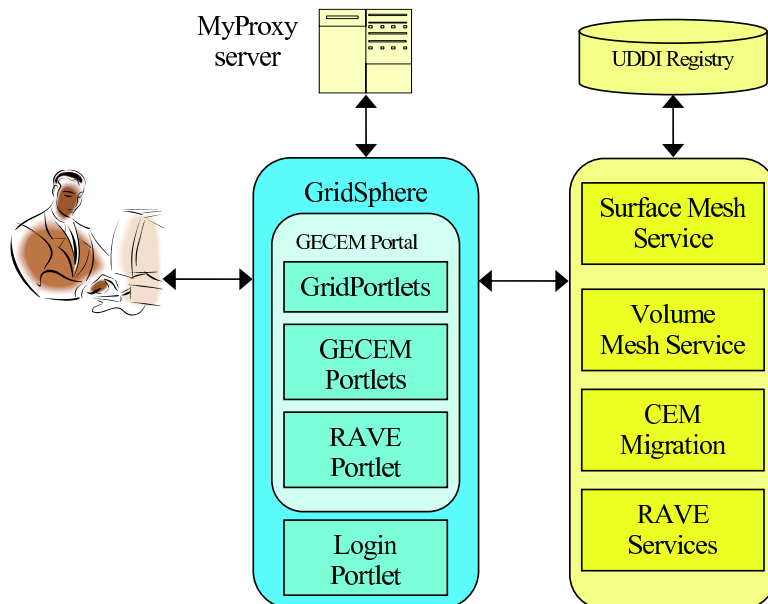 MyProxy
server
UDDI Registry
GridSphere
GECEM Portal
GridPortlets
GECEM
Portlets
RAVE
Portlet
Login
Portlet
Surface Mesh
Service
Volume
Mesh Service
CEM
Migration
RAVE
Services